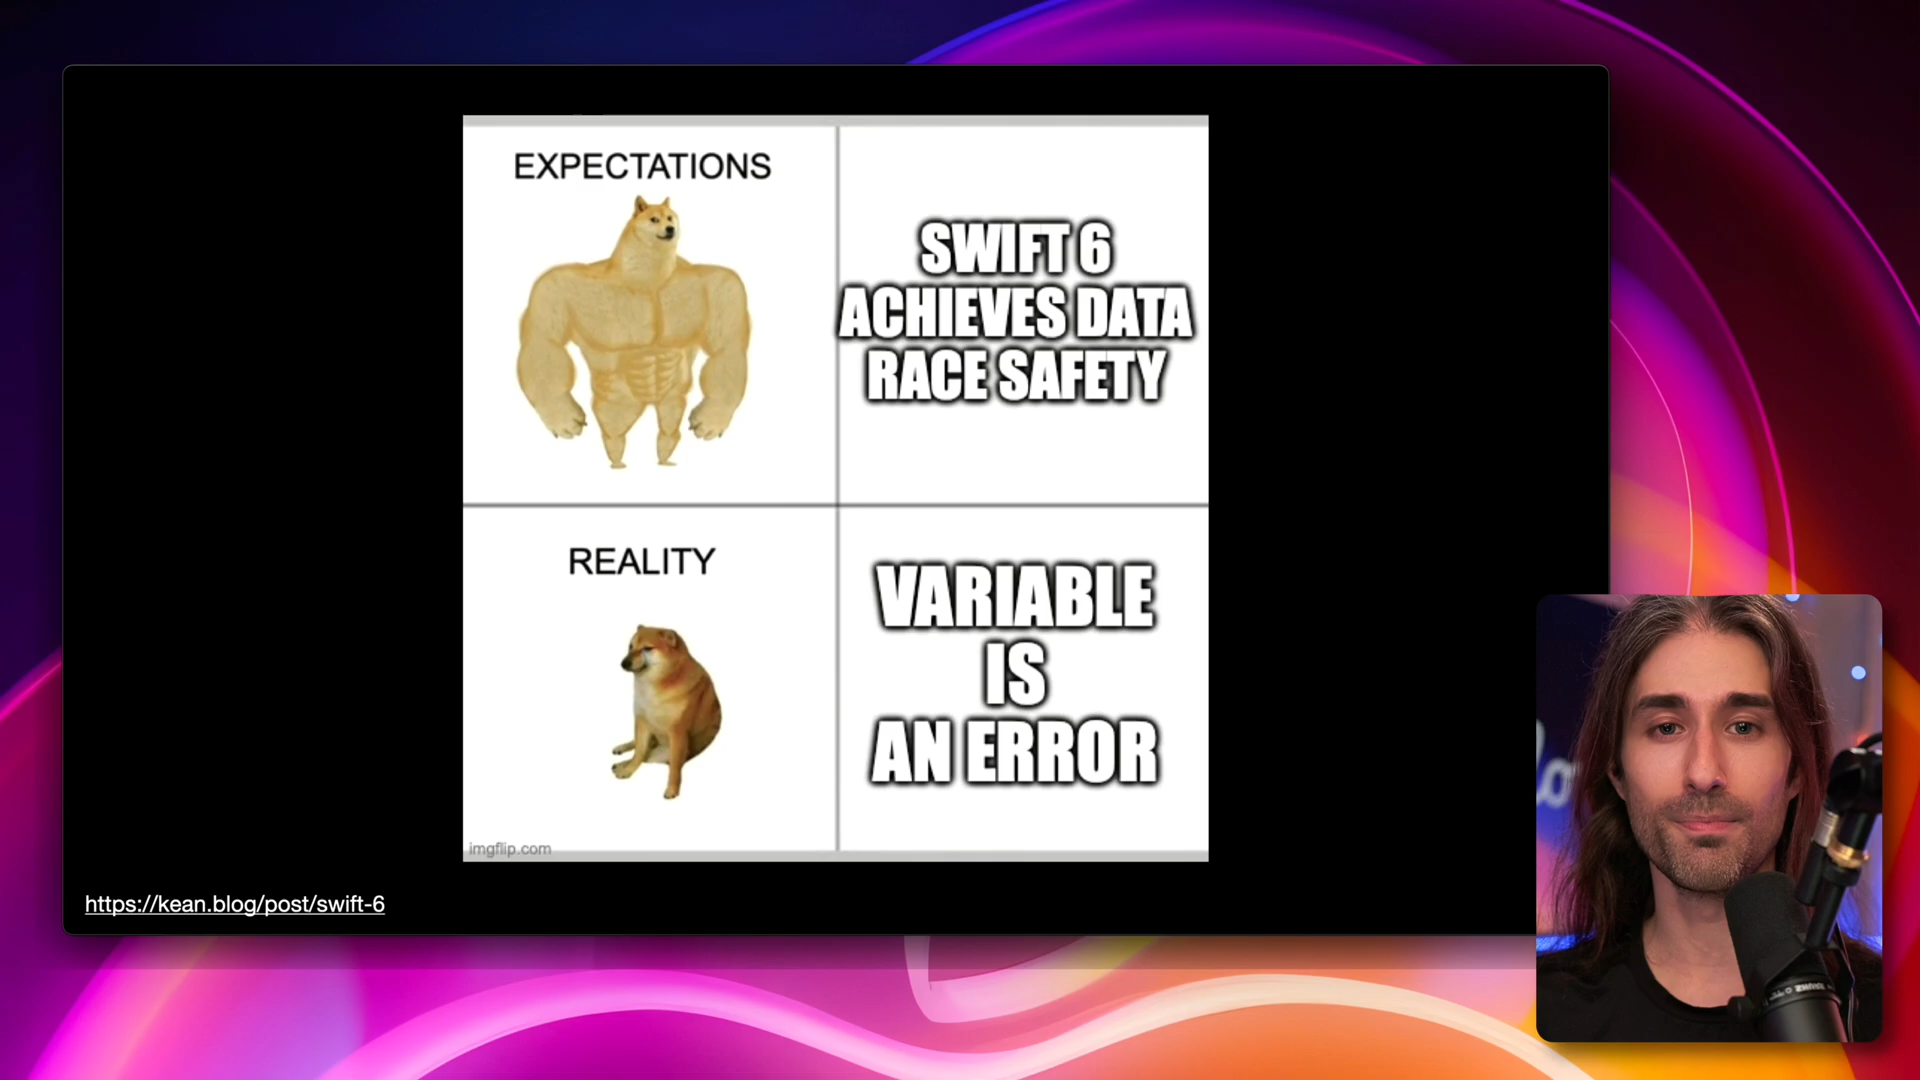 EXPECTATIONS
SWIFT 6
ACHIEVES DATA
RACE SAFETY
REALITY
VARIABLE
IS
AN ERROR
imgflip.com
https://kean.blog/post/swift-6